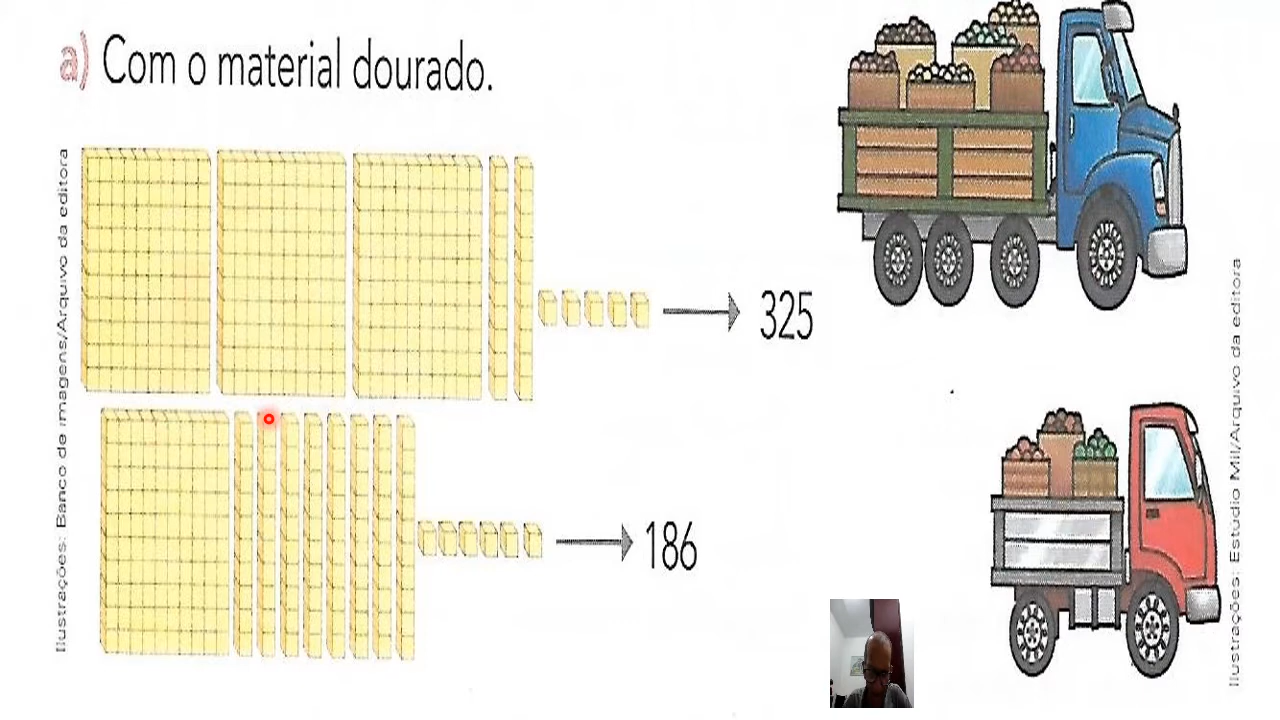 a) Com o material dourado.
Ilustrações: Banco de imagens/Arquivo da editora
325
186
Ilustrações: Estúdio Mil/Arquivo da editora